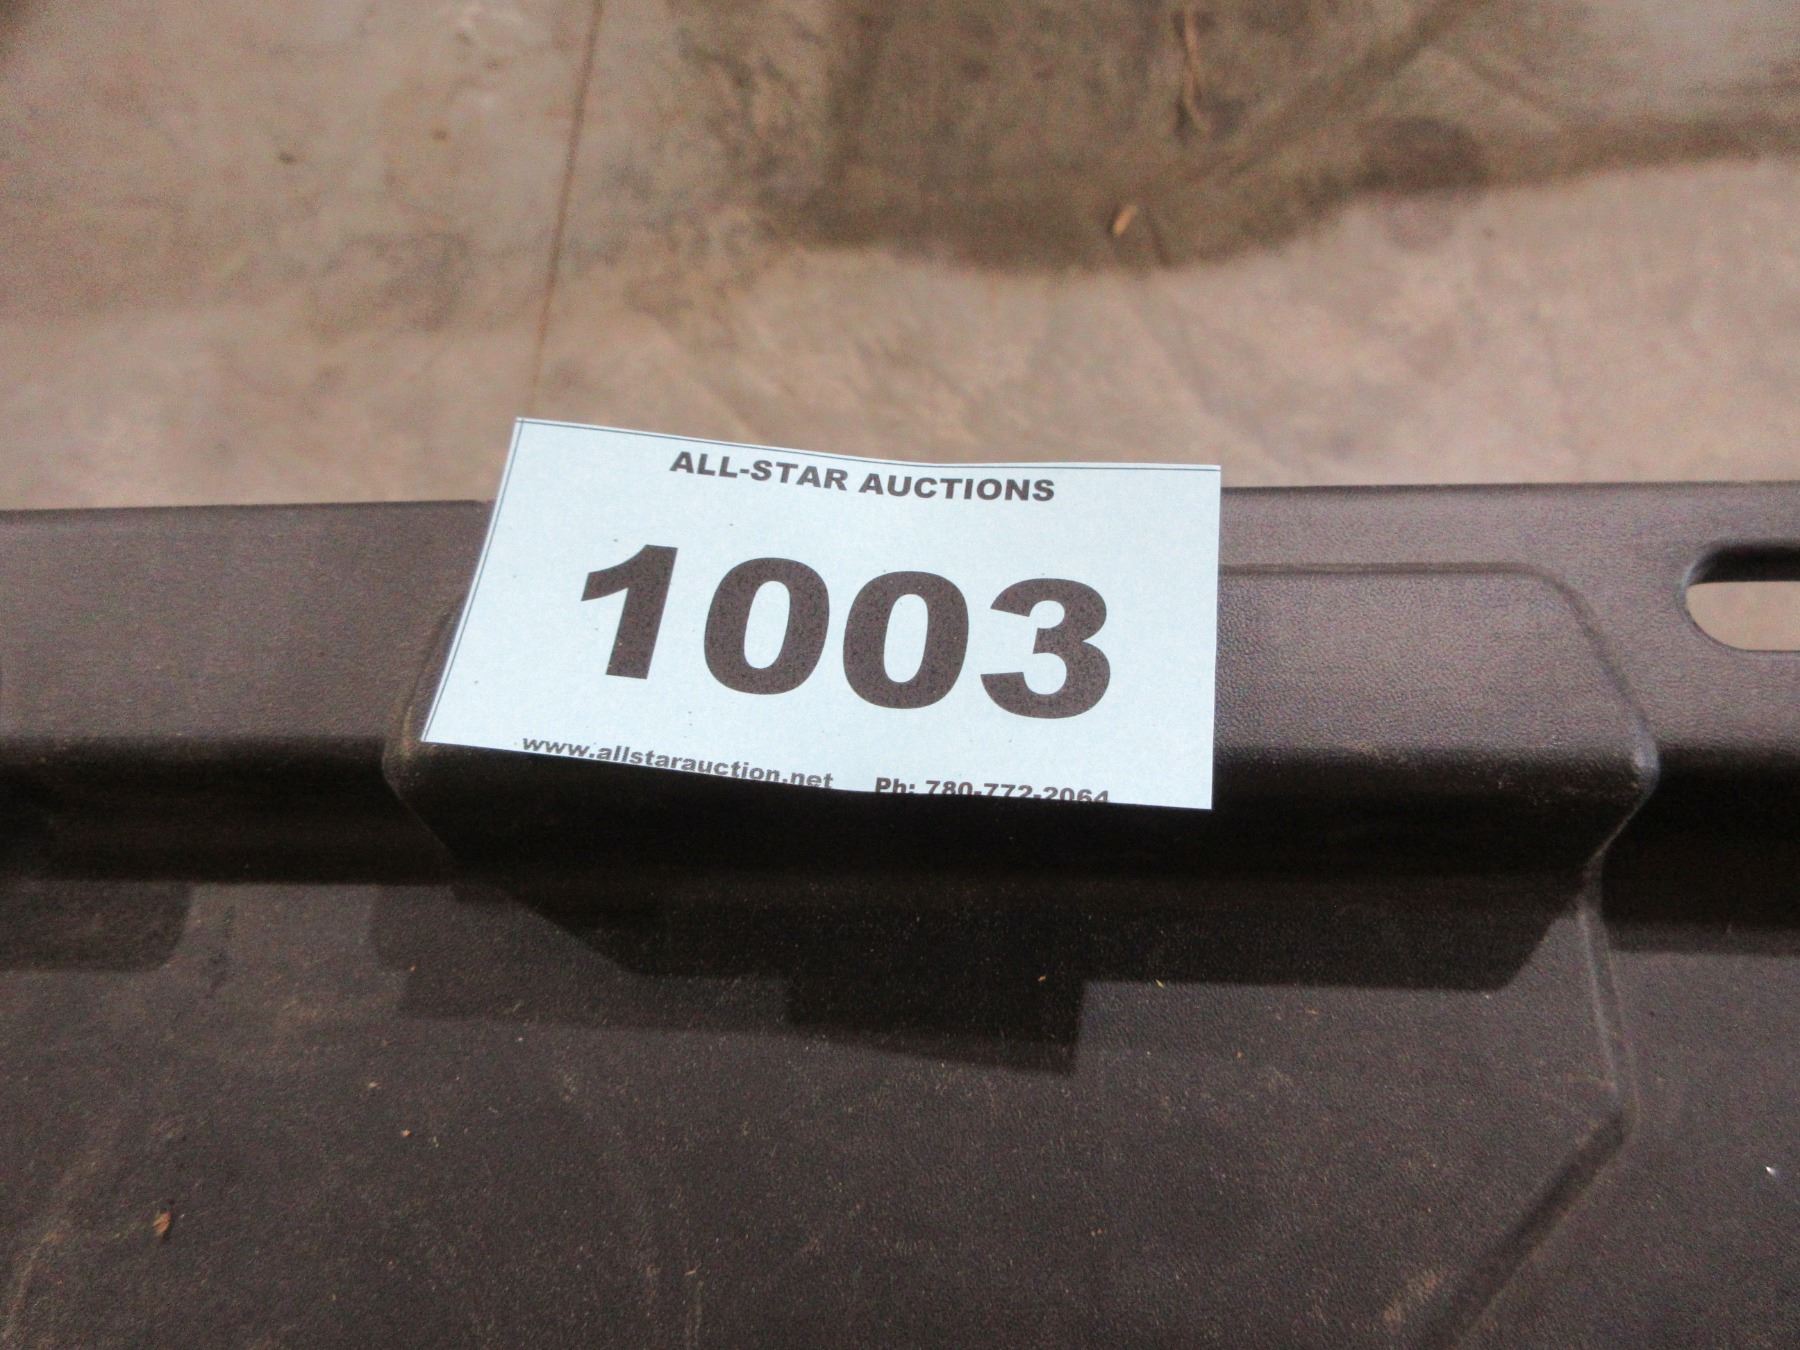 ALL-STAR AUCTIONS
1003
www.allstarauction.net Ph: 780-772-2064